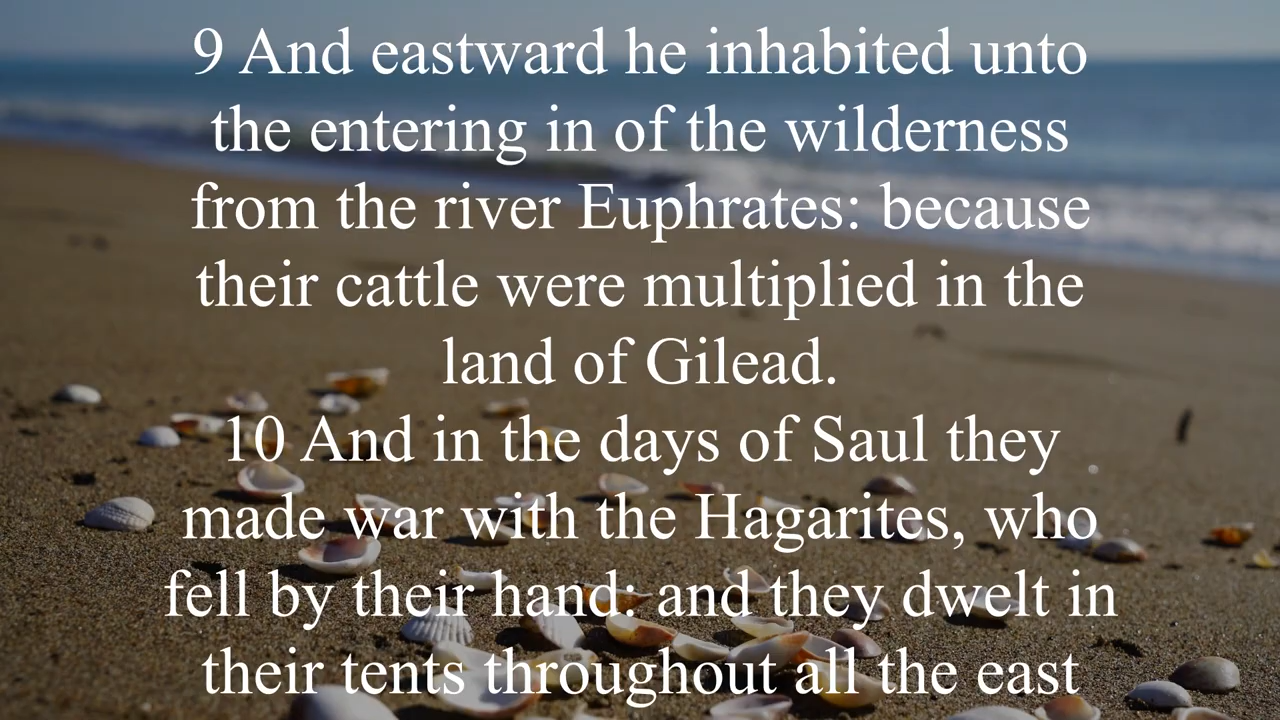 9 And eastward he inhabited unto
the entering in of the wilderness
from the river Euphrates: because
their cattle were multiplied in the
land of Gilead.
10 And in the days of Saul they
made war with the Hagarites, who
fell by their hand: and they dwelt in
their tents throughout all the east